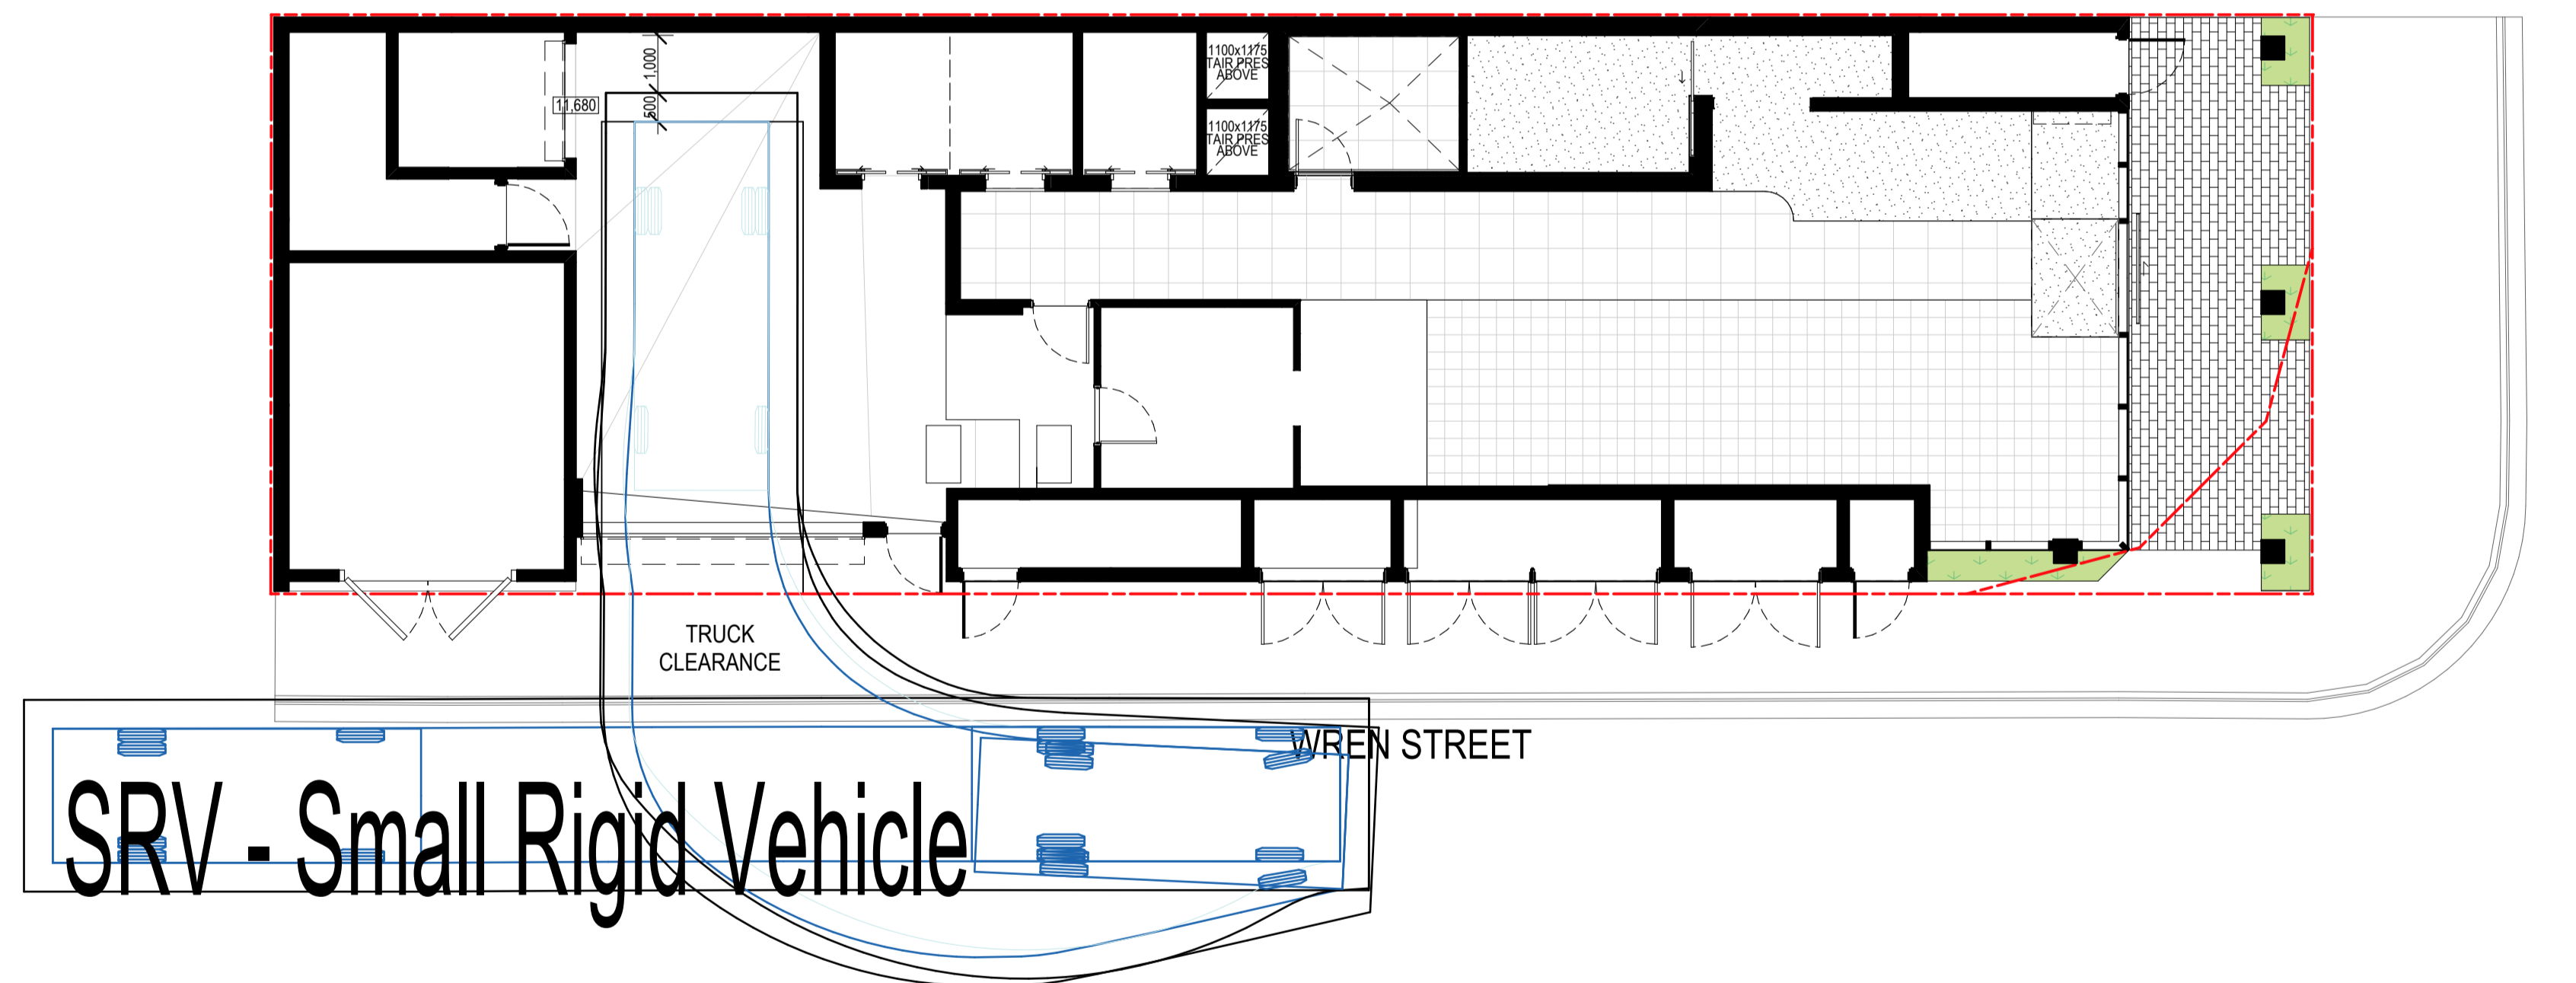 1,000
500
11,680
1100x1175
TAIR PRES
ABOVE
1100x1175
TAIR PRES
ABOVE
TRUCK
CLEARANCE
WREN STREET
SRV - Small Rigid Vehicle